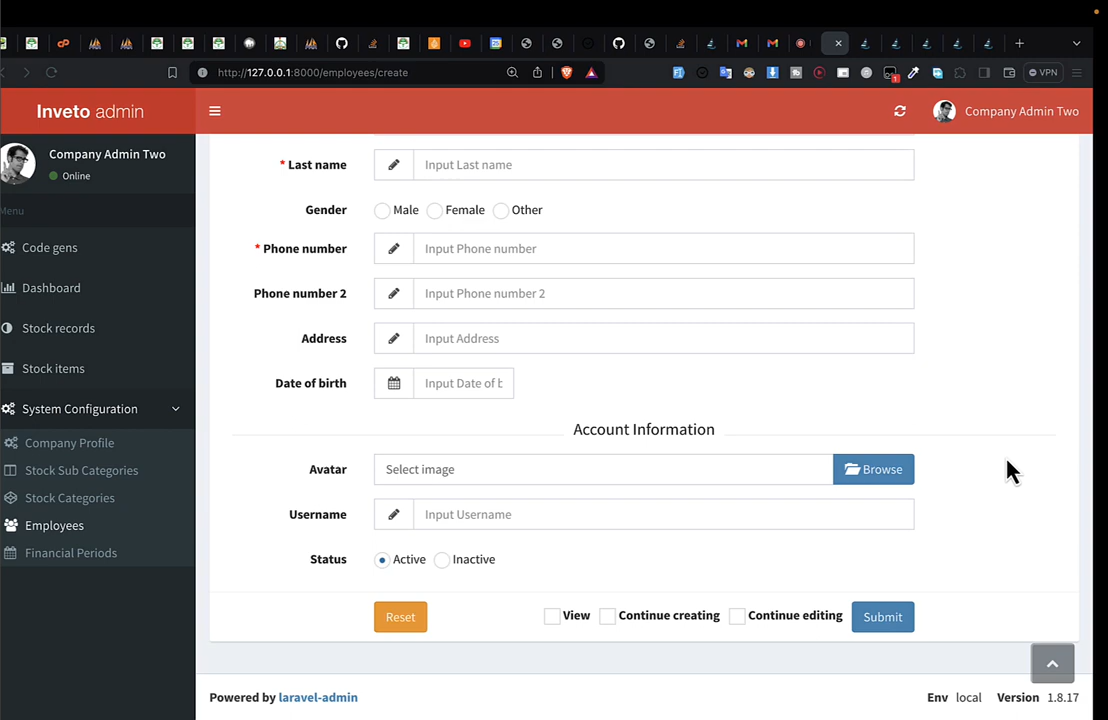 http://127.0.0.1:8000/employees/create
VPN
Inveto admin
Company Admin Two
Company Admin Two
Online
Menu
Code gens
Dashboard
Stock records
Stock items
System Configuration
Company Profile
Stock Sub Categories
Stock Categories
Employees
Financial Periods
* Last name
Input Last name
Gender
Male Female Other
* Phone number
Input Phone number
Phone number 2
Input Phone number 2
Address
Input Address
Date of birth
Input Date of b
Account Information
Avatar
Select image
Browse
Username
Input Username
Status
Active Inactive
Reset
View Continue creating Continue editing
Submit
Powered by laravel-admin
Env local Version 1.8.17